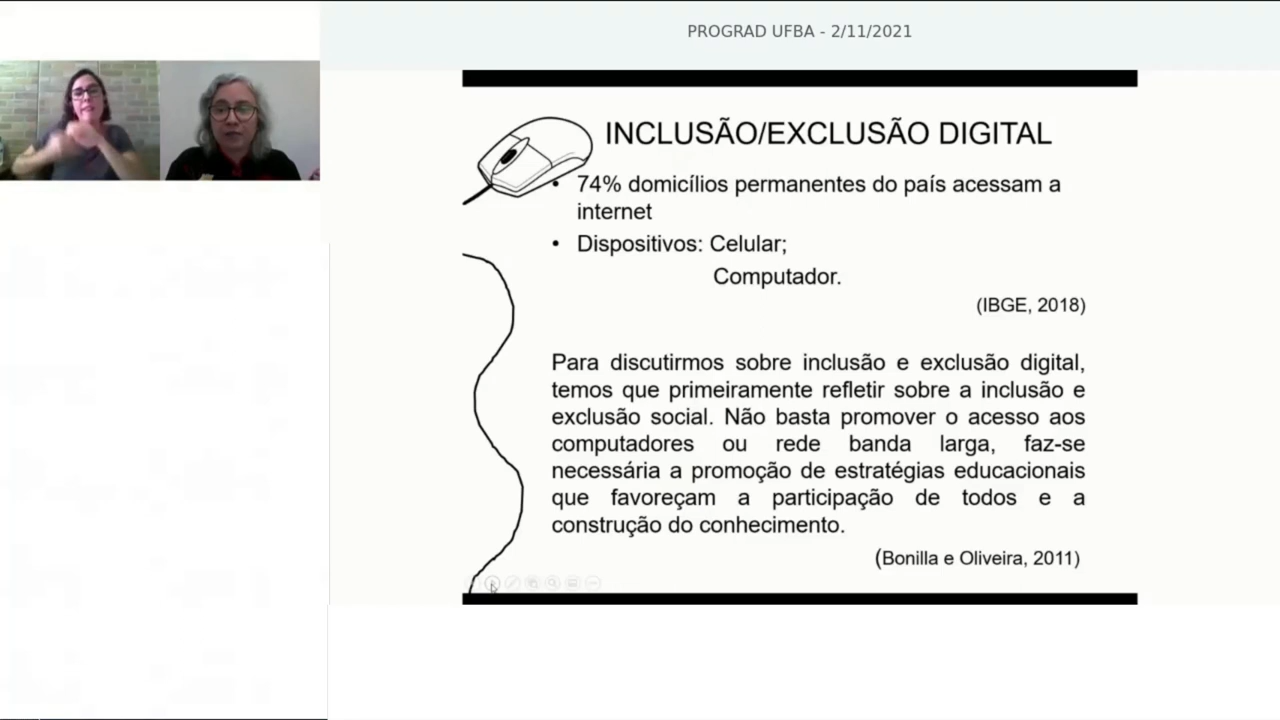 PROGRAD UFBA - 2/11/2021
INCLUSÃO/EXCLUSÃO DIGITAL
• 74% domicílios permanentes do país acessam a
internet
• Dispositivos: Celular;
Computador.
(IBGE, 2018)
Para discutirmos sobre inclusão e exclusão digital,
temos que primeiramente refletir sobre a inclusão e
exclusão social. Não basta promover o acesso aos
computadores ou rede banda larga, faz-se
necessária a promoção de estratégias educacionais
que favoreçam a participação de todos e a
construção do conhecimento.
(Bonilla e Oliveira, 2011)